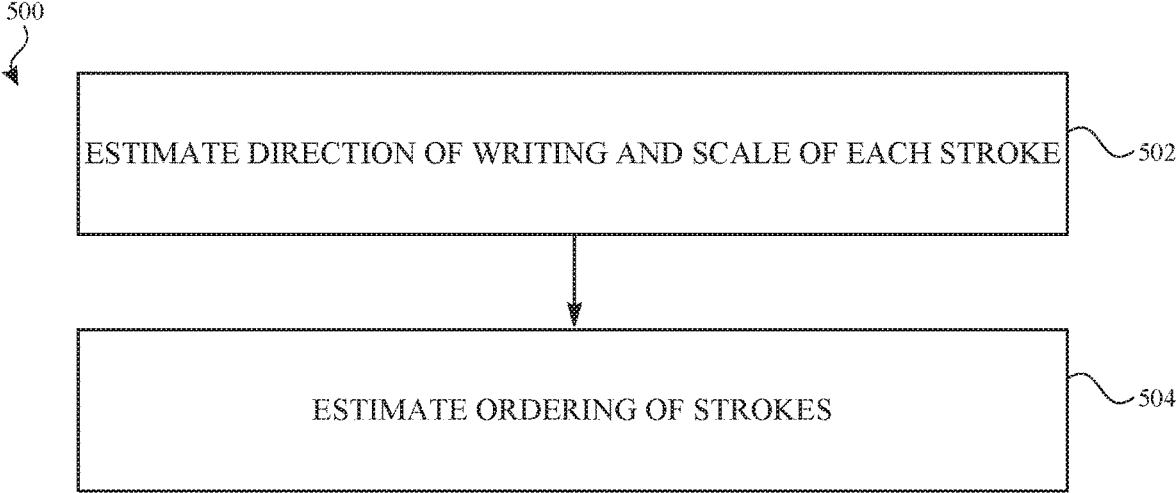 500
ESTIMATE DIRECTION OF WRITING AND SCALE OF EACH STROKE
502
ESTIMATE ORDERING OF STROKES
504